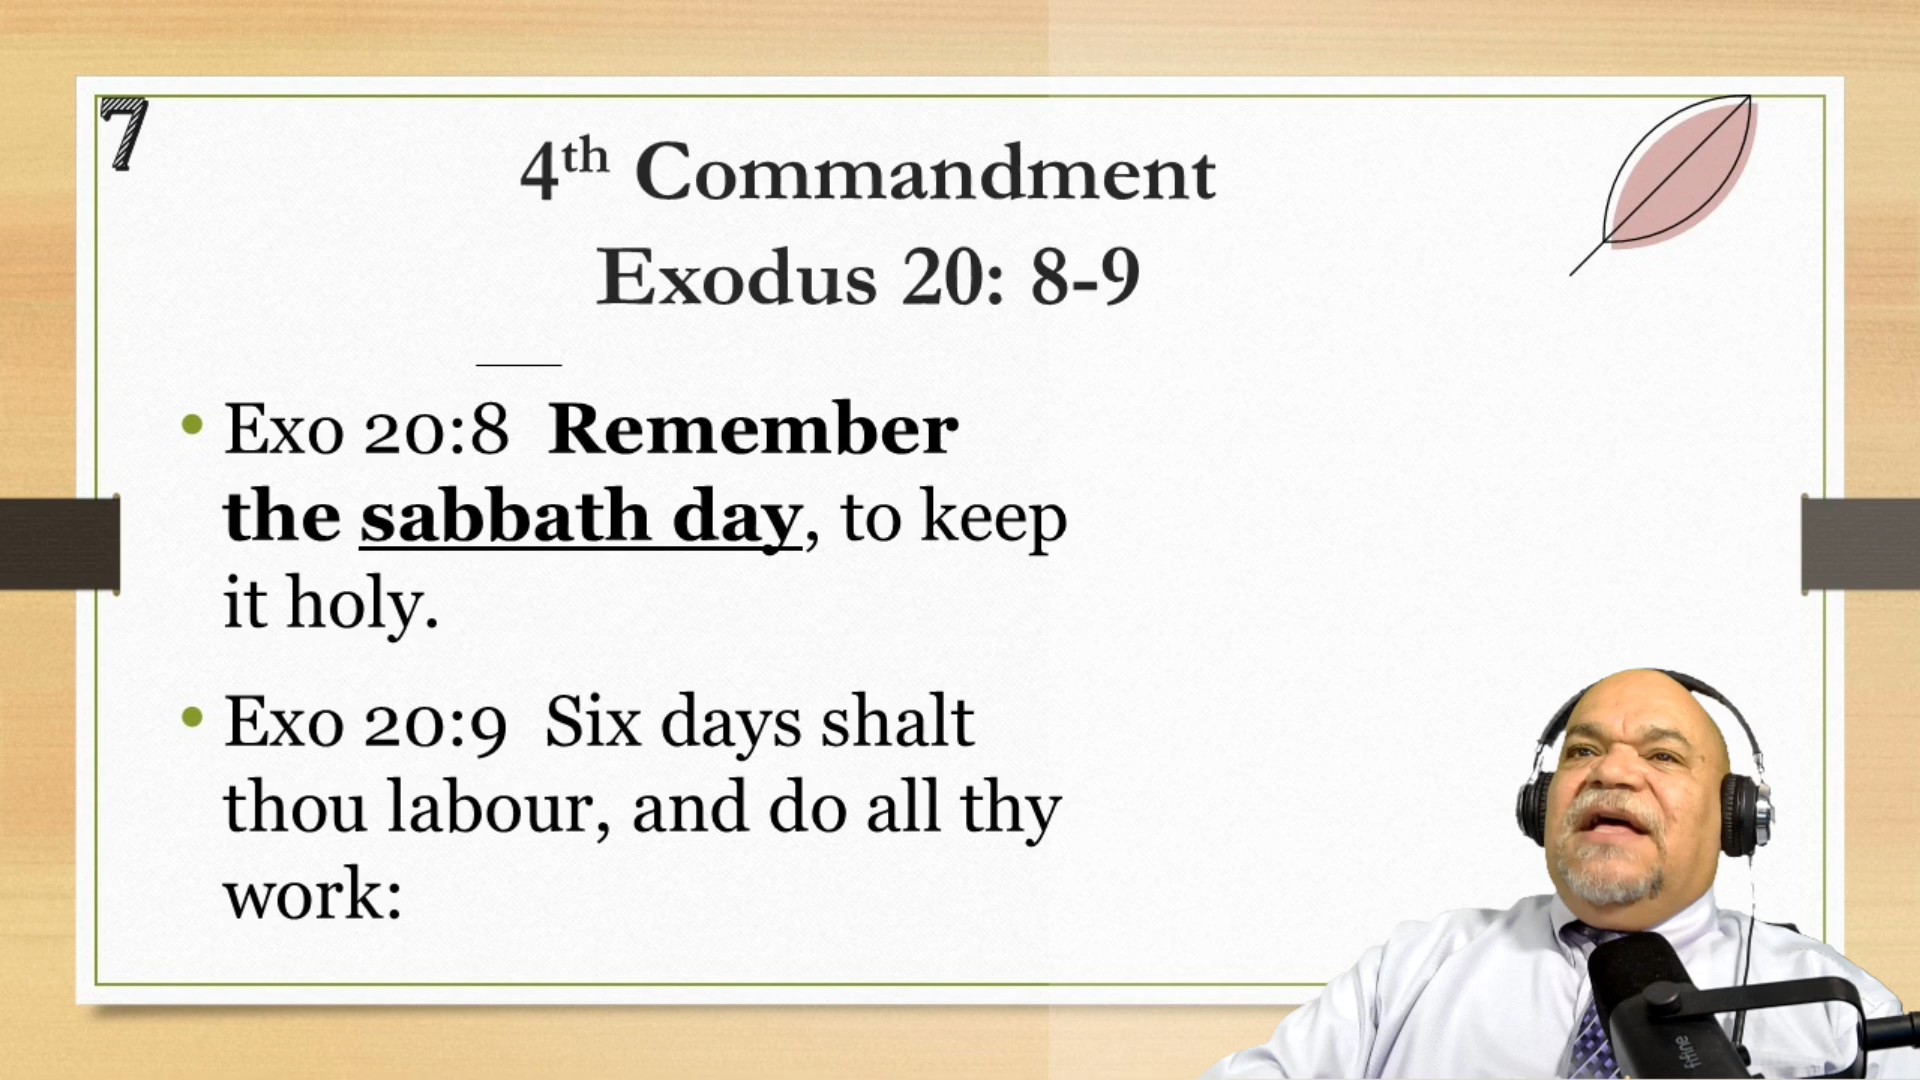 7
4th Commandment
Exodus 20: 8-9
• Exo 20:8  Remember
the sabbath day, to keep
it holy.
• Exo 20:9  Six days shalt
thou labour, and do all thy
work:
fifine